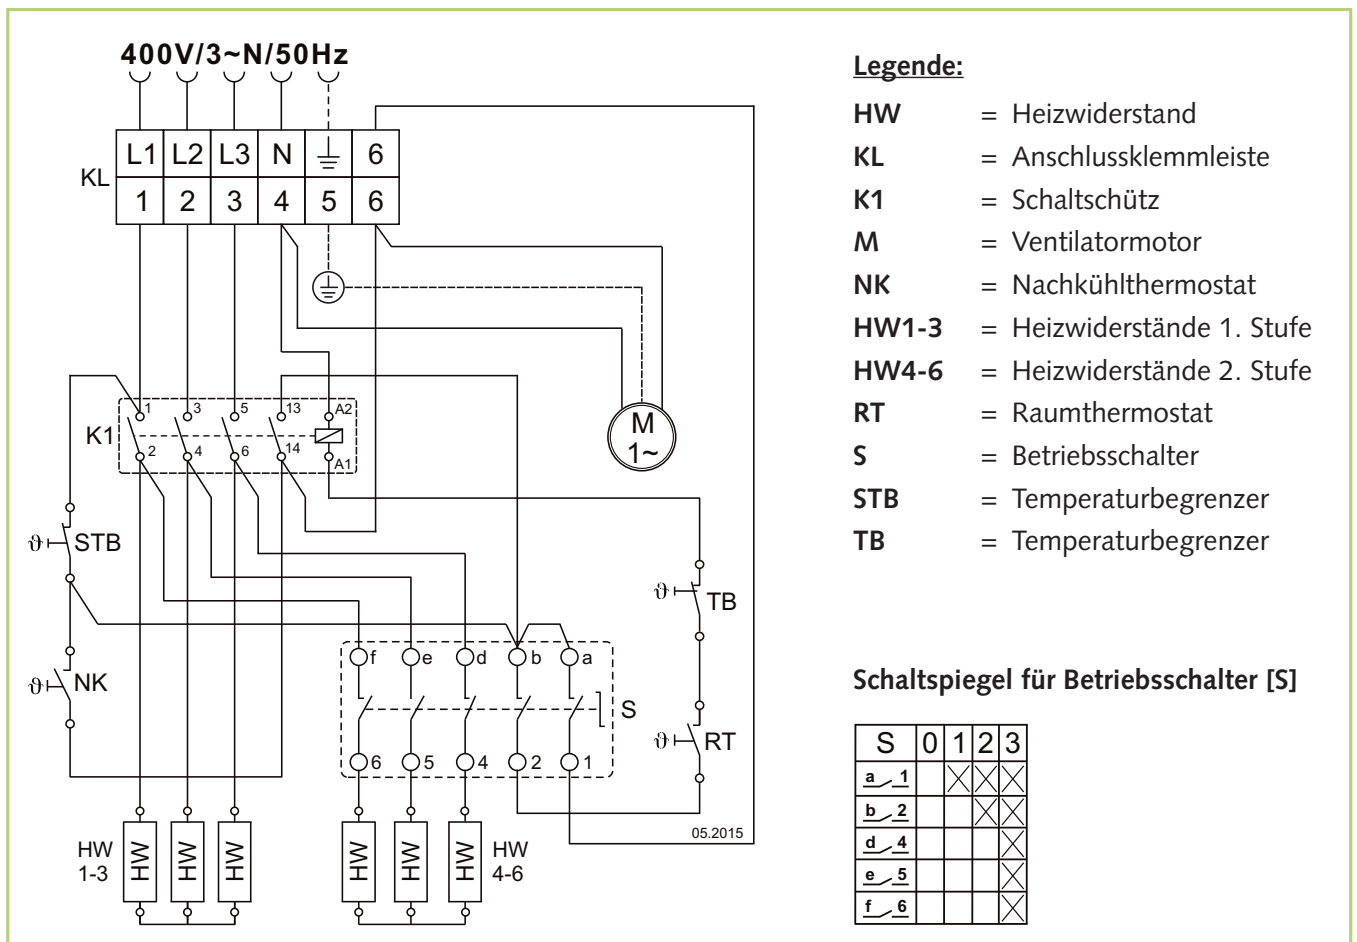 400V/3~N/50Hz
L1 L2 L3 N 6
KL
1 2 3 4 5 6
1 3 5 13 A2
K1
2 4 6 14 A1
M
1~
ϑ STB
ϑ TB
ϑ NK
f e d b a
S
6 5 4 2 1
ϑ RT
05.2015
HW
1-3
HW HW HW
HW HW HW
HW
4-6
Legende:
HW = Heizwiderstand
KL = Anschlussklemmleiste
K1 = Schaltschütz
M = Ventilatormotor
NK = Nachkühlthermostat
HW1-3 = Heizwiderstände 1. Stufe
HW4-6 = Heizwiderstände 2. Stufe
RT = Raumthermostat
S = Betriebsschalter
STB = Temperaturbegrenzer
TB = Temperaturbegrenzer
Schaltspiegel für Betriebsschalter [S]
S 0 1 2 3
a 1
b 2
d 4
e 5
f 6